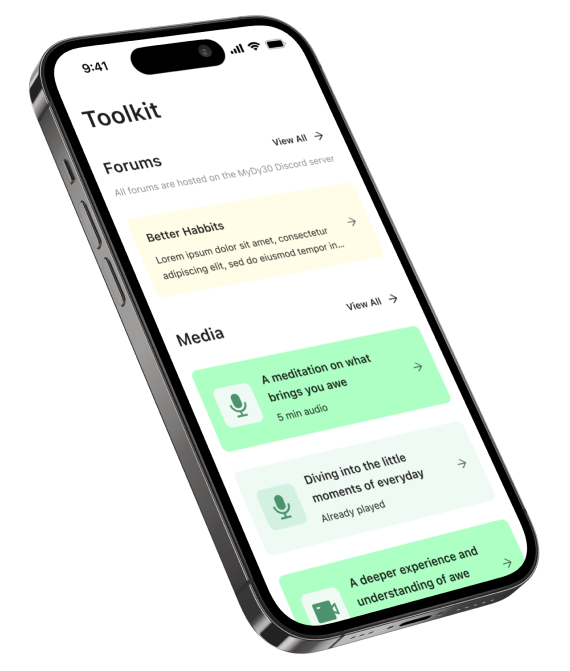 9:41
Toolkit
Forums
View All
All forums are hosted on the MyDy30 Discord server
Better Habbits
Lorem ipsum dolor sit amet, consectetur
adipiscing elit, sed do eiusmod tempor in...
Media
View All
A meditation on what
brings you awe
5 min audio
Diving into the little
moments of everyday
Already played
A deeper experience and
understanding of awe